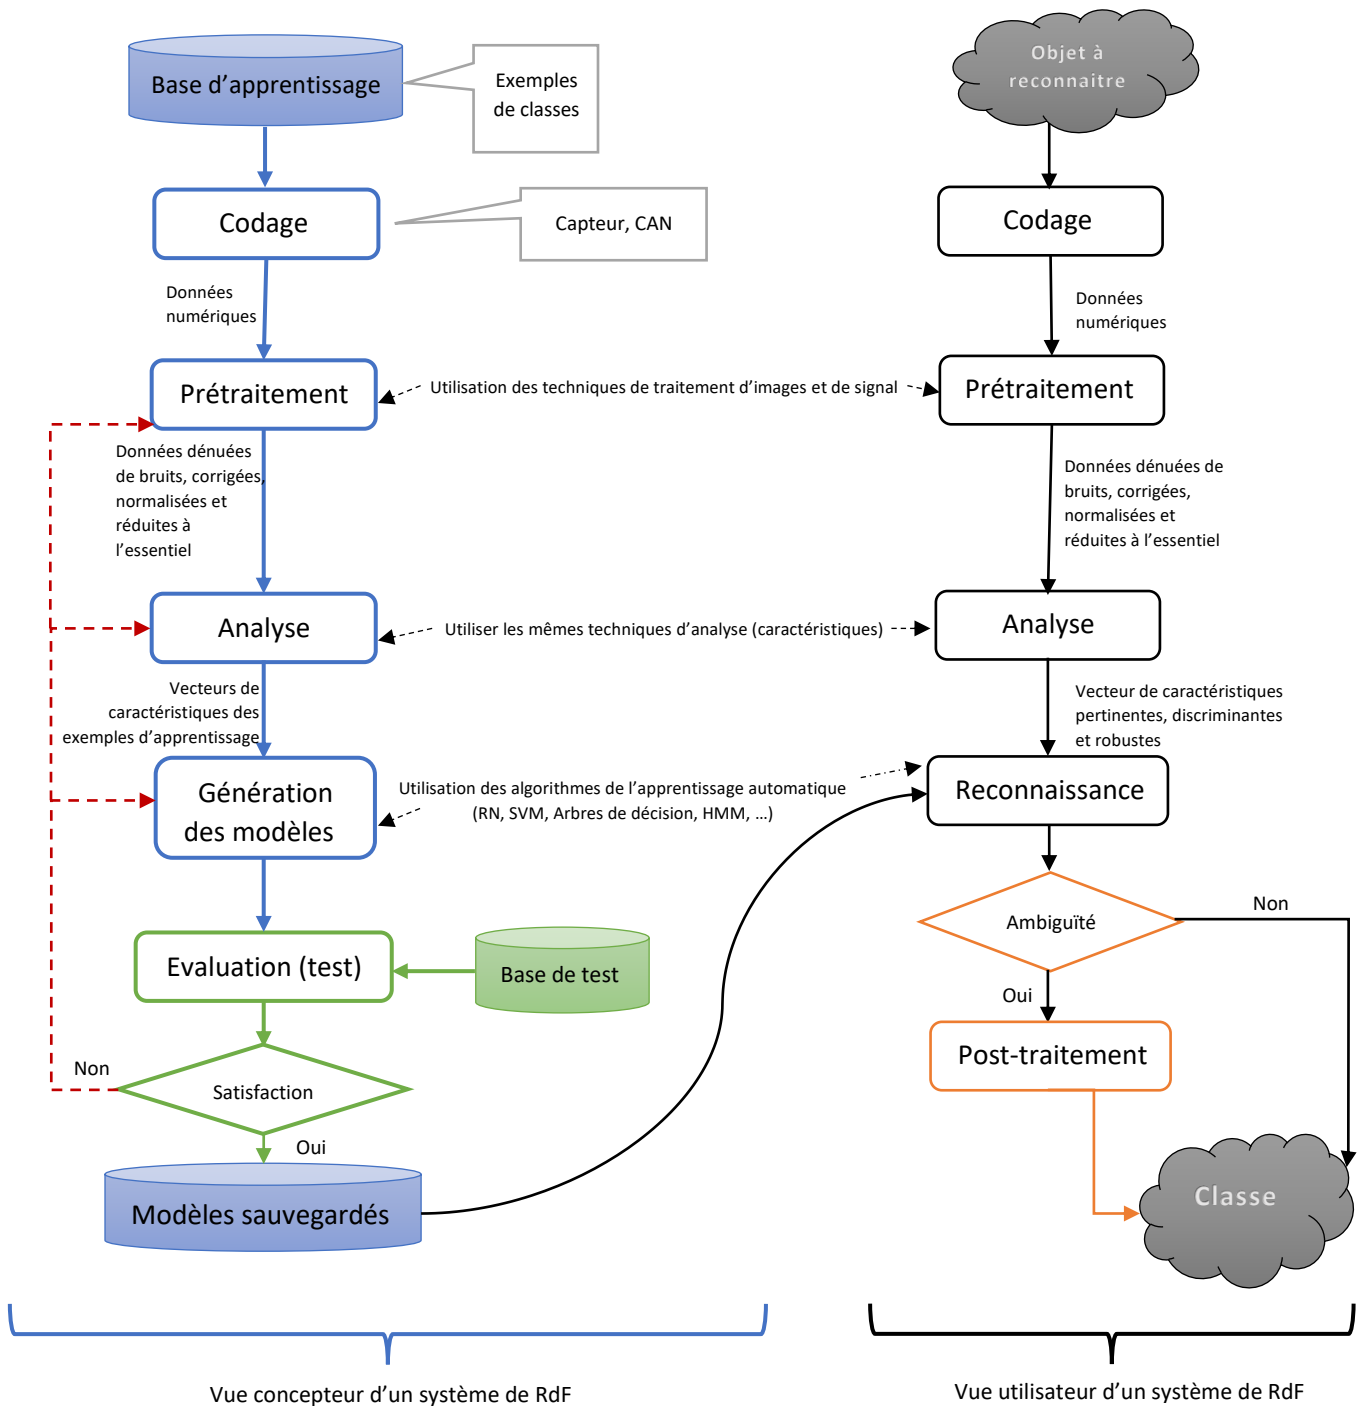 Base d’apprentissage
Exemples
de classes
Objet à
reconnaitre
Codage
Capteur, CAN
Codage
Données
numériques
Données
numériques
Prétraitement
Utilisation des techniques de traitement d’images et de signal
Prétraitement
Données dénuées
de bruits, corrigées,
normalisées et
réduites à
l’essentiel
Données dénuées de
bruits, corrigées,
normalisées et
réduites à l’essentiel
Analyse
Utiliser les mêmes techniques d’analyse (caractéristiques)
Analyse
Vecteurs de
caractéristiques des
exemples d’apprentissage
Vecteur de caractéristiques
pertinentes, discriminantes
et robustes
Génération
des modèles
Utilisation des algorithmes de l’apprentissage automatique
(RN, SVM, Arbres de décision, HMM, …)
Reconnaissance
Ambiguïté
Non
Evaluation (test)
Base de test
Oui
Post-traitement
Non
Satisfaction
Oui
Modèles sauvegardés
Classe
Vue concepteur d’un système de RdF
Vue utilisateur d’un système de RdF